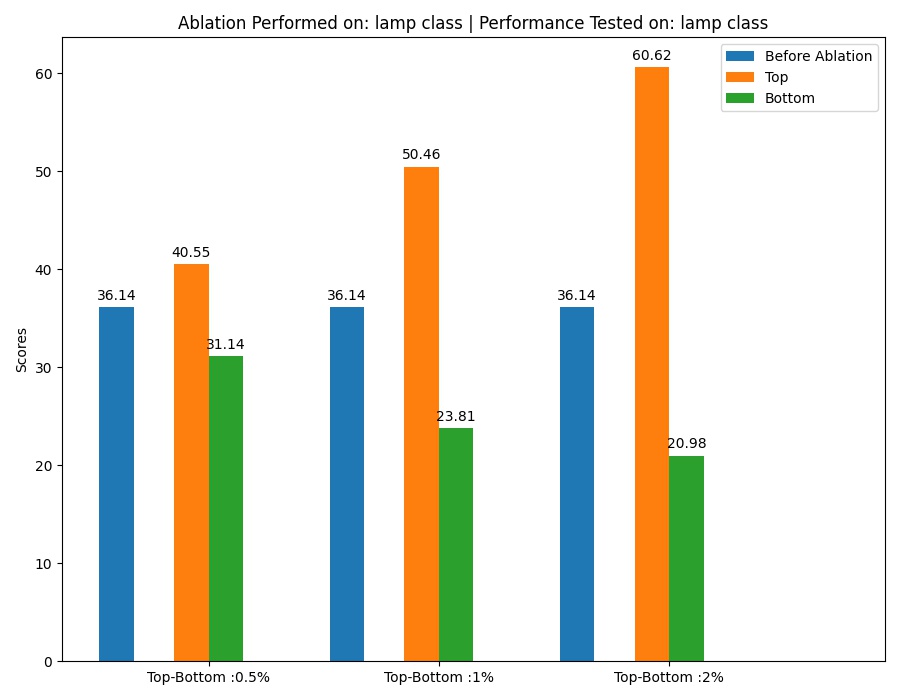 Ablation Performed on: lamp class | Performance Tested on: lamp class
Before Ablation
Top
Bottom
Scores
60
50
40
30
20
10
0
36.14
40.55
31.14
36.14
50.46
23.81
36.14
60.62
20.98
Top-Bottom :0.5%
Top-Bottom :1%
Top-Bottom :2%